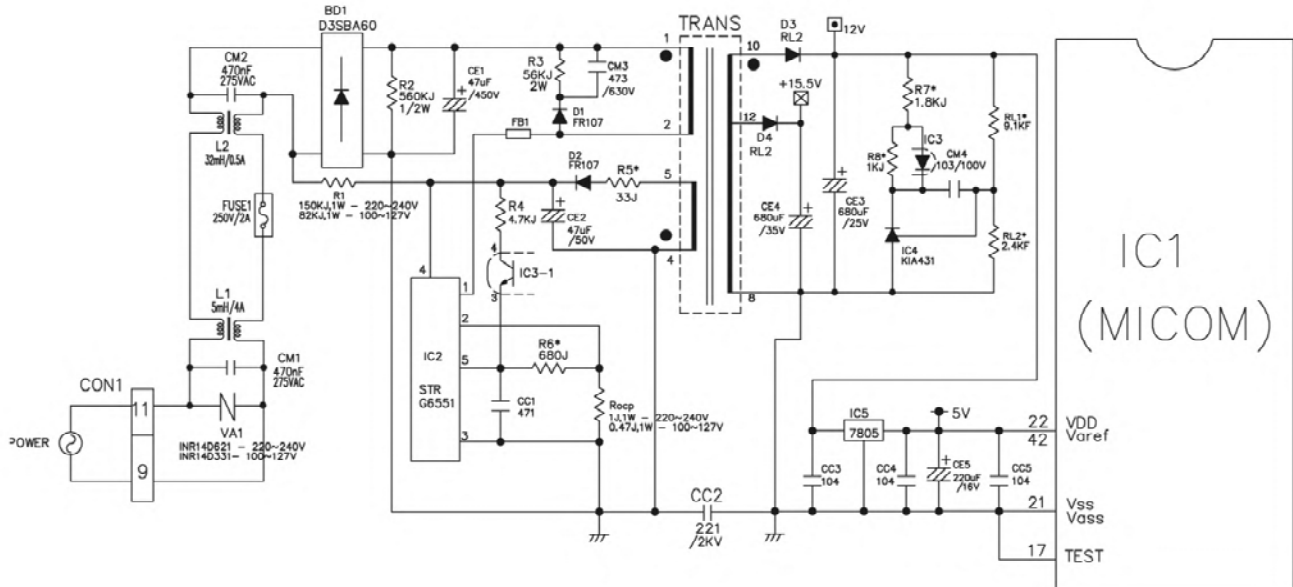 BD1
D3SBA60
TRANS
D3
RL2
12V
CM2
470nF
275VAC
R2
560KJ
1/2W
CE1
47uF
/450V
R3
56KJ
2W
CM3
473
/630V
1
10
+15.5V
R7*
1.8KJ
RL1*
9.1KF
D1
FR107
FB1
2
12
D4
RL2
IC3
R8*
1KJ
CM4
103/100V
L2
32mH/0.5A
D2
FR107
R5*
33J
5
R1
150KJ,1W - 220~240V
82KJ,1W - 100~127V
FUSE1
250V/2A
R4
4.7KJ
CE2
47uF
/50V
4
CE4
680uF
/35V
CE3
680uF
/25V
IC4
KIA431
RL2*
2.4KF
8
IC1
(MICOM)
4
IC3-1
3
4
1
2
5
3
IC2
STR
G6551
L1
5mH/4A
R6*
680J
CM1
470nF
275VAC
CC1
471
Rocp
1J,1W - 220~240V
0.47J,1W - 100~127V
CON1
11
9
POWER
VA1
INR14D621 - 220~240V
INR14D331- 100~127V
IC5
7805
5V
22
42
VDD
Varef
CC3
104
CC4
104
CE5
220uF
/16V
CC5
104
CC2
221
/2KV
21
Vss
Vass
17
TEST